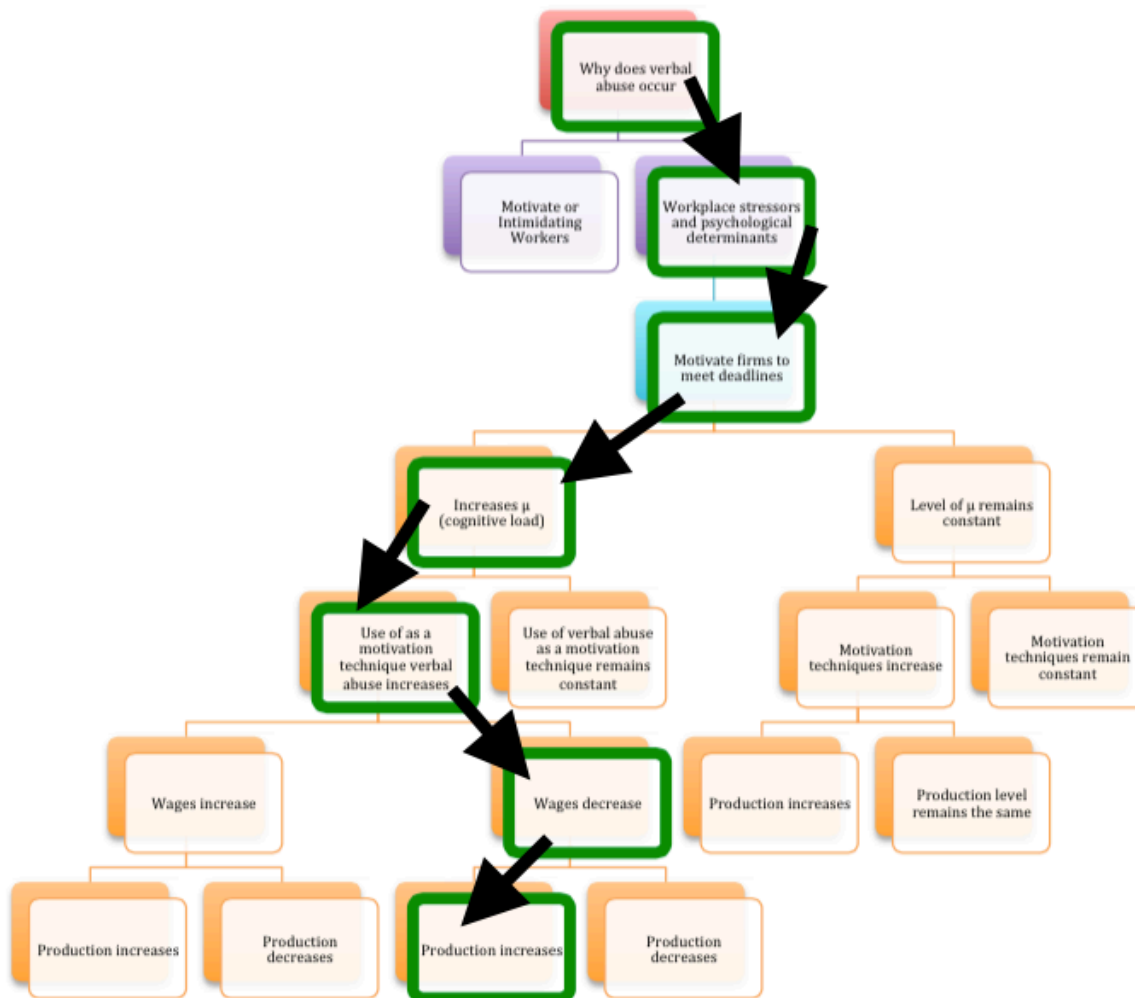 Why does verbal
abuse occur
Motivate or
Intimidating
Workers
Workplace stressors
and psychological
determinants
Motivate firms to
meet deadlines
Increases μ
(cognitive load)
Level of μ remains
constant
Use of as a
motivation
technique verbal
abuse increases
Use of verbal abuse
as a motivation
technique remains
constant
Motivation
techniques increase
Motivation
techniques remain
constant
Wages increase
Wages decrease
Production increases
Production level
remains the same
Production increases
Production
decreases
Production increases
Production
decreases